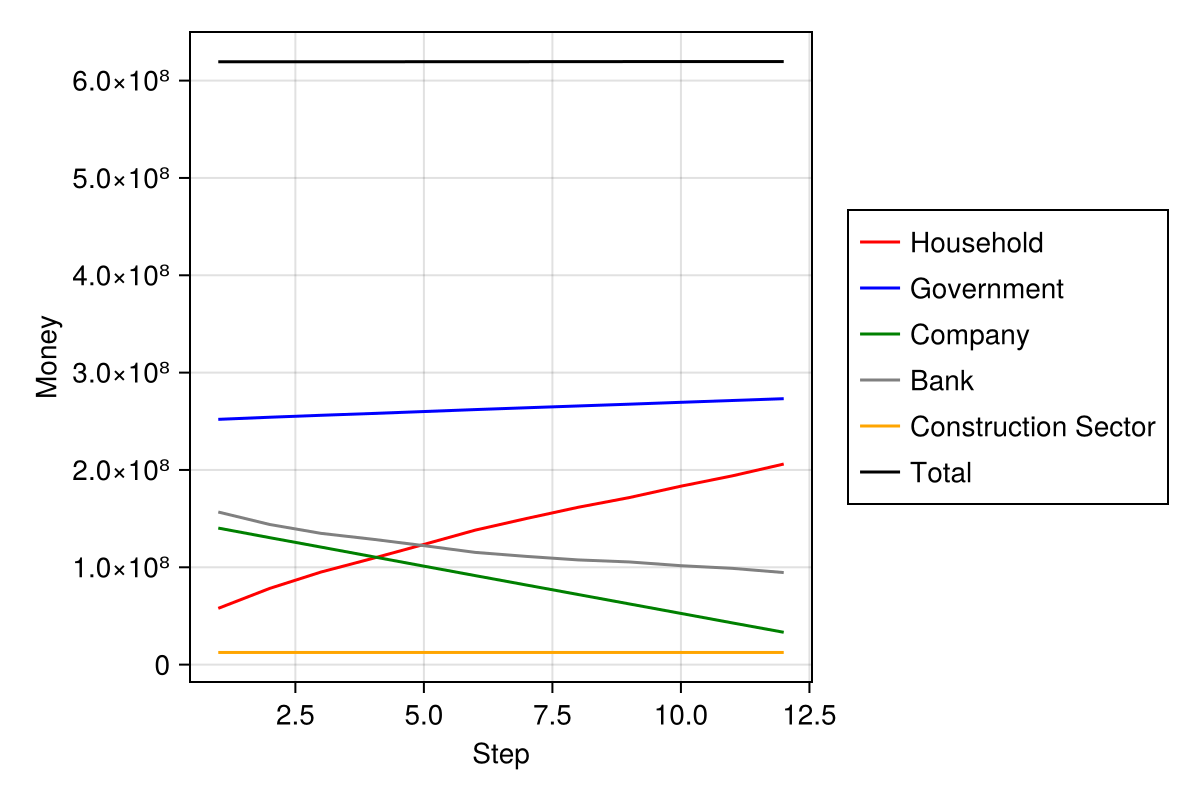 6.0×10⁸
5.0×10⁸
4.0×10⁸
3.0×10⁸
2.0×10⁸
1.0×10⁸
0
Money
2.5 5.0 7.5 10.0 12.5
Step
Household
Government
Company
Bank
Construction Sector
Total